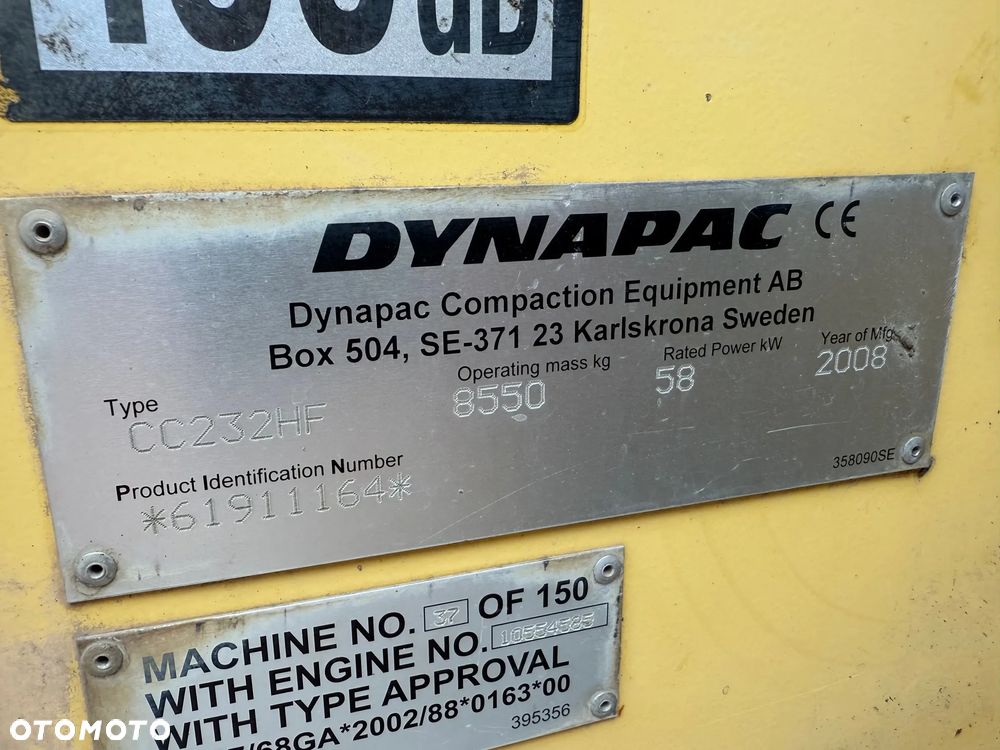 dB
DYNAPAC CE
Dynapac Compaction Equipment AB
Box 504, SE-371 23 Karlskrona Sweden
Type Operating mass kg Rated Power kW Year of Mfg
CC232HF 8550 58 2008
Product Identification Number
*61911164*
358090SE
MACHINE NO. 37 OF 150
WITH ENGINE NO. 10554585
WITH TYPE APPROVAL
/68GA*2002/88*0163*00
395356
OTOMOTO